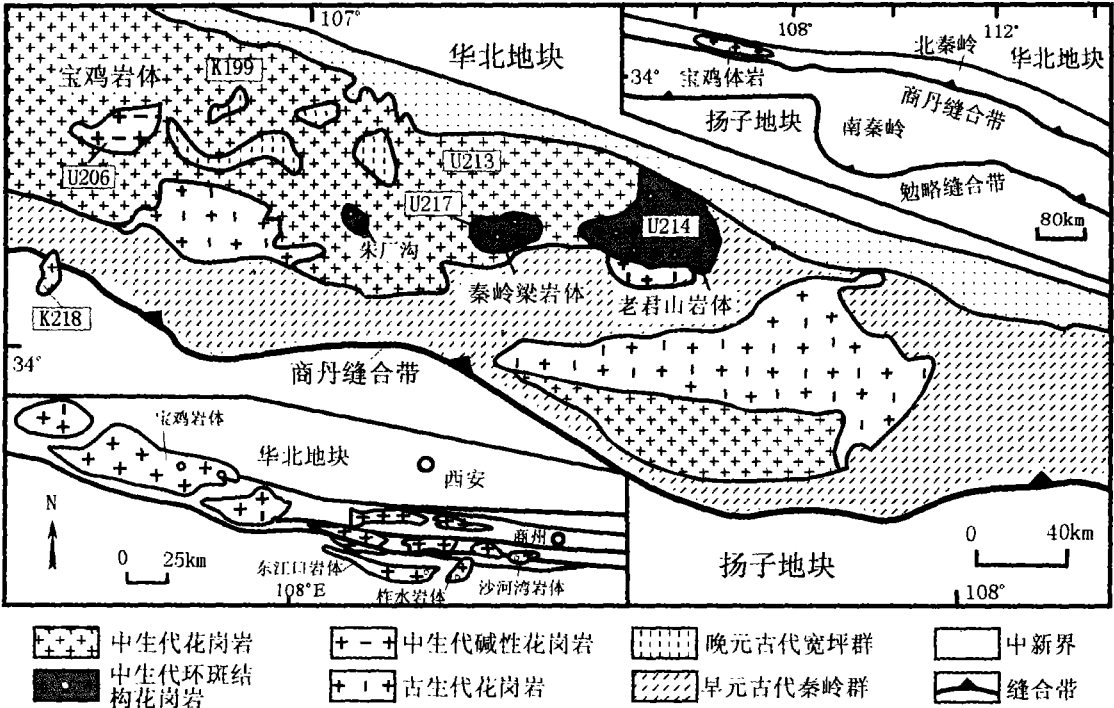 107°
华北地块
宝鸡岩体
K199
U206
U213
U217
U214
朱厂沟
秦岭梁岩体
老君山岩体
K218
34°
商丹缝合带
扬子地块
0 40km
108°
108°
112°
北秦岭
华北地块
34°
宝鸡体岩
商丹缝合带
扬子地块
南秦岭
勉略缝合带
80km
宝鸡岩体
华北地块
西安
N
商州
0 25km
东江口岩体
108°E
柞水岩体
沙河湾岩体
中生代花岗岩
中生代碱性花岗岩
晚元古代宽坪群
中新界
中生代环斑结
构花岗岩
古生代花岗岩
早元古代秦岭群
缝合带